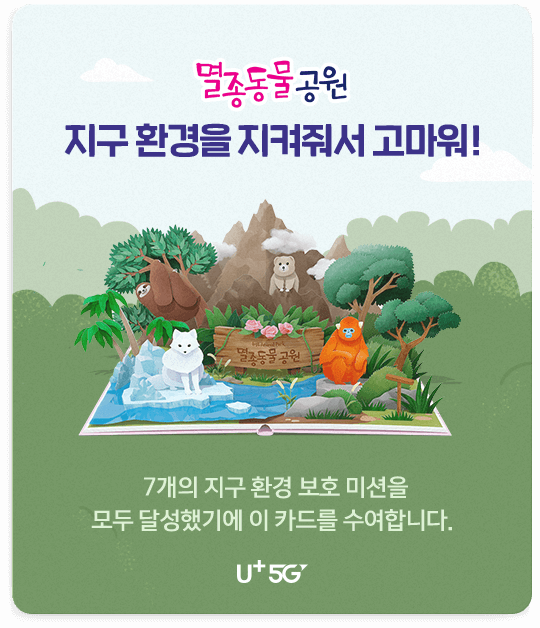 멸종동물공원
지구 환경을 지켜줘서 고마워!
멸종동물공원
7개의 지구 환경 보호 미션을
모두 달성했기에 이 카드를 수여합니다.
U+5G